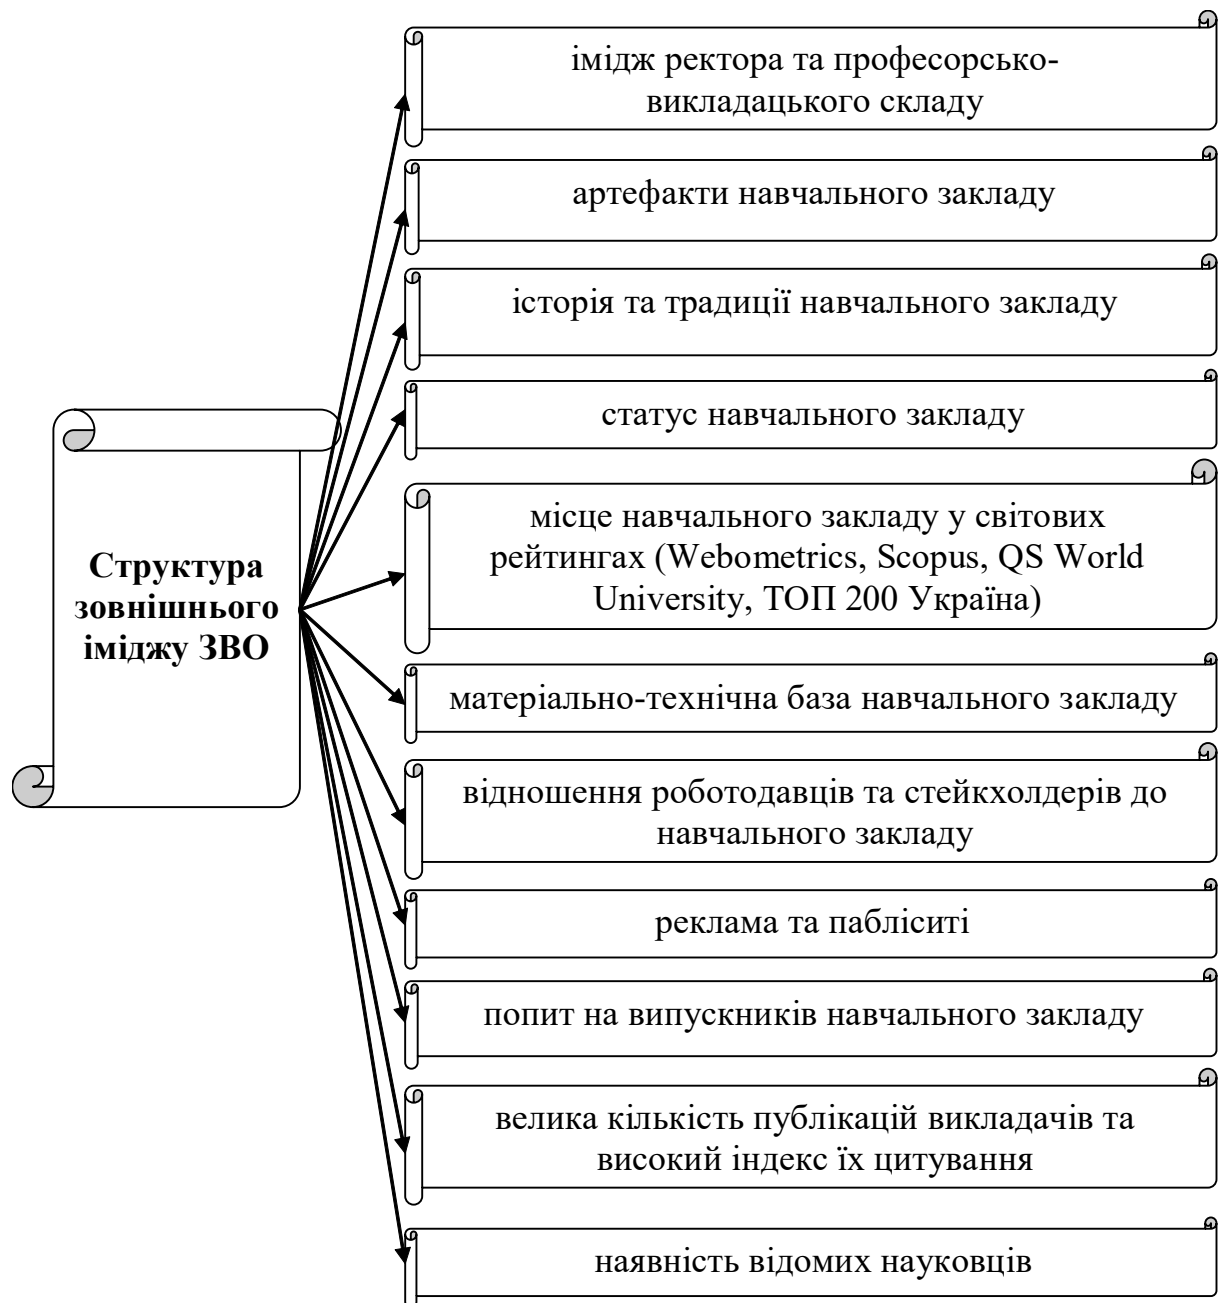 імідж ректора та професорсько-
викладацького складу
артефакти навчального закладу
історія та традиції навчального закладу
статус навчального закладу
Структура
зовнішнього
іміджу ЗВО
місце навчального закладу у світових
рейтингах (Webometrics, Scopus, QS World
University, ТОП 200 Україна)
матеріально-технічна база навчального закладу
відношення роботодавців та стейкхолдерів до
навчального закладу
реклама та пабліситі
попит на випускників навчального закладу
велика кількість публікацій викладачів та
високий індекс їх цитування
наявність відомих науковців